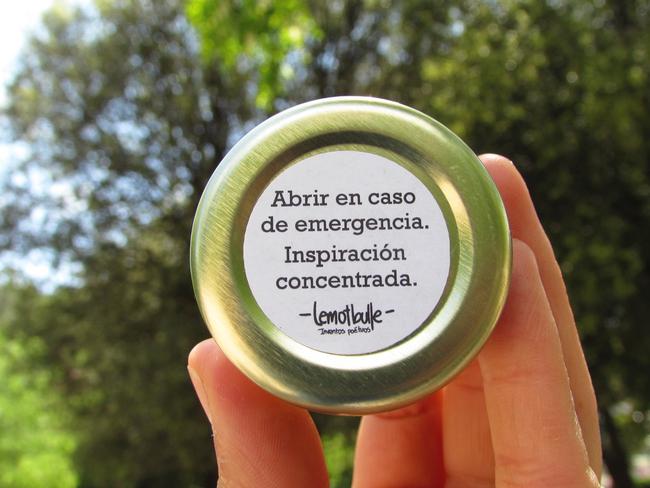 Abrir en caso
de emergencia.
Inspiración
concentrada.
-lemotbulle-
Inventos poéticos